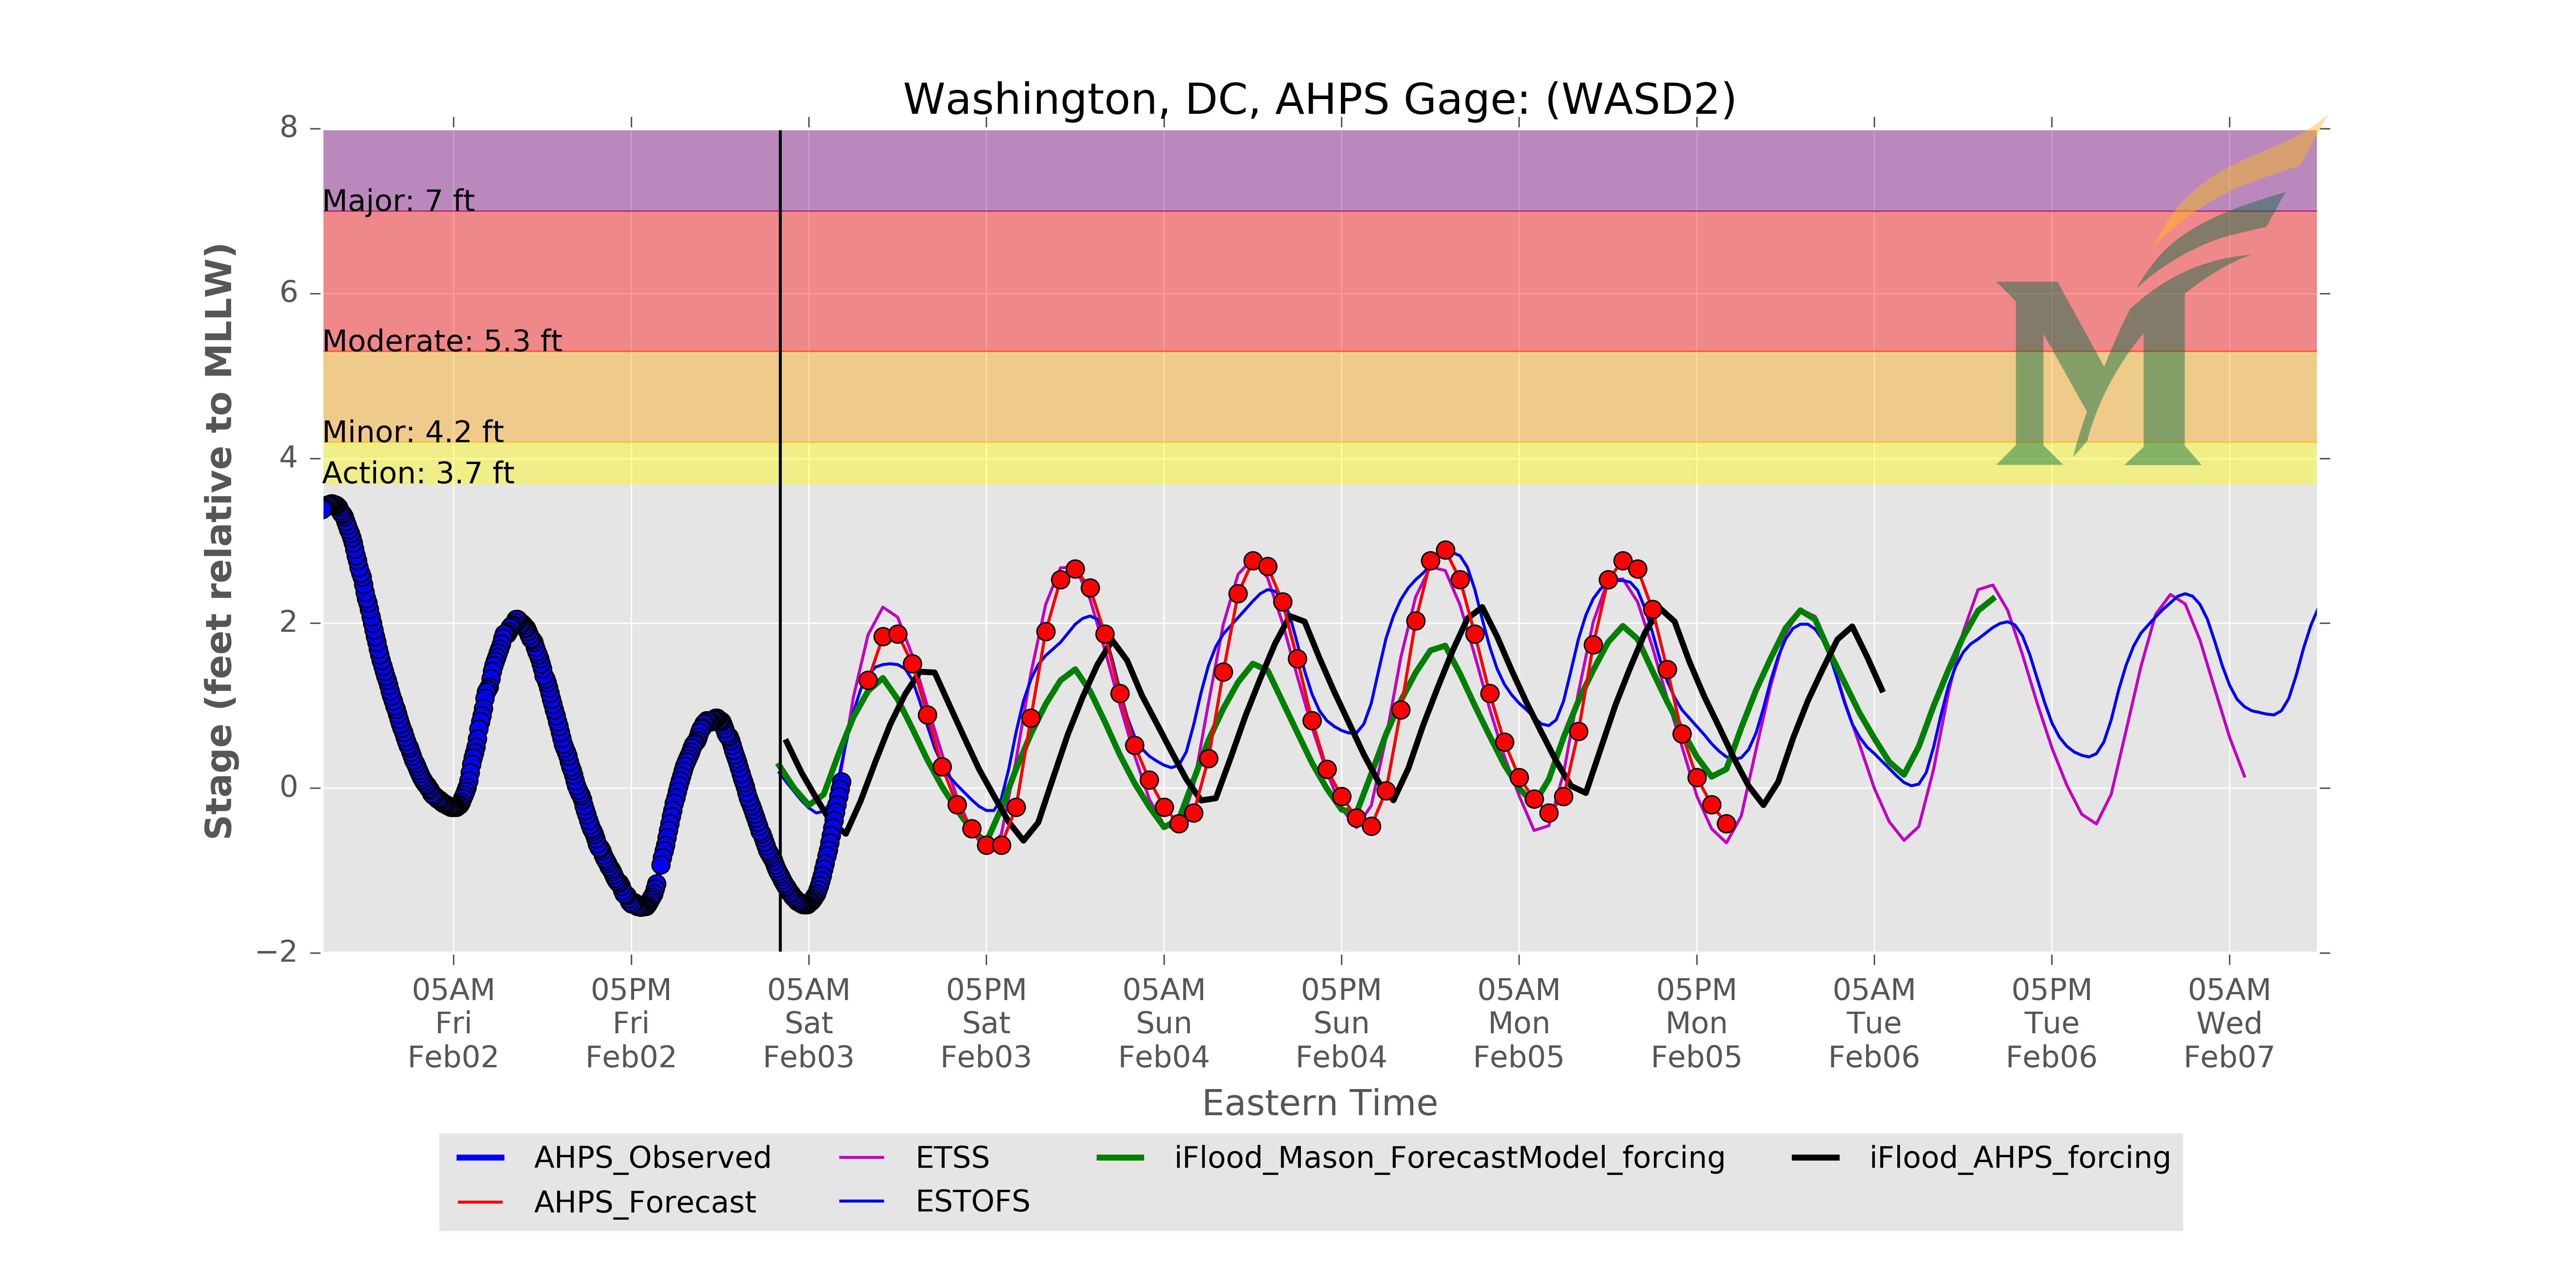 Washington, DC, AHPS Gage: (WASD2)
8
Major: 7 ft
6
Moderate: 5.3 ft
Minor: 4.2 ft
4
Action: 3.7 ft
2
0
−2
Stage (feet relative to MLLW)
05AM 05PM 05AM 05PM 05AM 05PM 05AM 05PM 05AM 05PM 05AM
Fri Fri Sat Sat Sun Sun Mon Mon Tue Tue Wed
Feb02 Feb02 Feb03 Feb03 Feb04 Feb04 Feb05 Feb05 Feb06 Feb06 Feb07
Eastern Time
AHPS_Observed ETSS iFlood_Mason_ForecastModel_forcing iFlood_AHPS_forcing
AHPS_Forecast ESTOFS
M